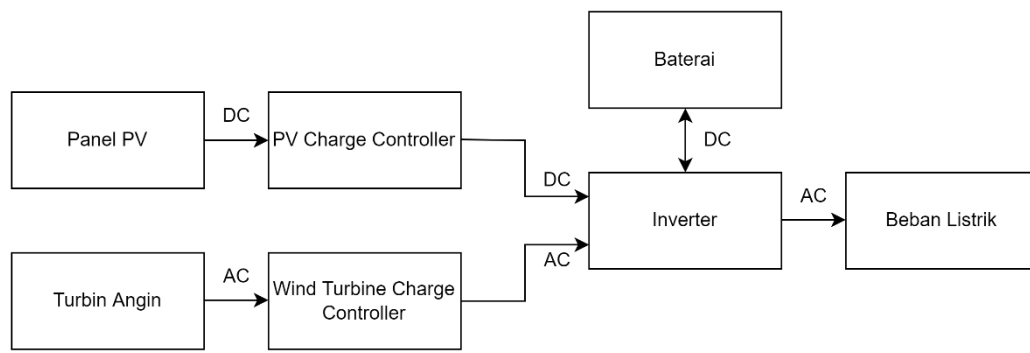 Baterai
Panel PV
DC
PV Charge Controller
DC
DC
Inverter
AC
Beban Listrik
AC
Turbin Angin
AC
Wind Turbine Charge
Controller